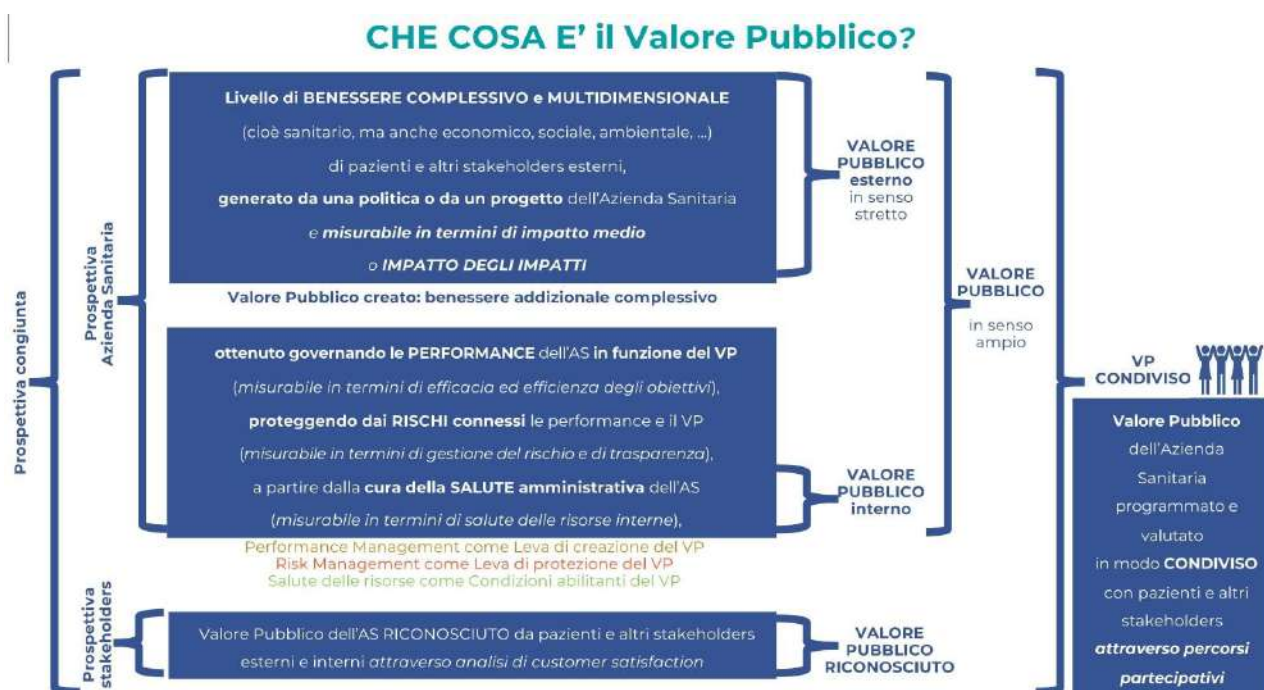 CHE COSA E' il Valore Pubblico?
Prospettiva congiunta
Prospettiva
Azienda Sanitaria
Livello di BENESSERE COMPLESSIVO e MULTIDIMENSIONALE
(cioè sanitario, ma anche economico, sociale, ambientale, ...)
di pazienti e altri stakeholders esterni,
generato da una politica o da un progetto dell'Azienda Sanitaria
e misurabile in termini di impatto medio
o IMPATTO DEGLI IMPATTI
Valore Pubblico creato: benessere addizionale complessivo
ottenuto governando le PERFORMANCE dell'AS in funzione del VP
(misurabile in termini di efficacia ed efficienza degli obiettivi),
proteggendo dai RISCHI connessi le performance e il VP
(misurabile in termini di gestione del rischio e di trasparenza),
a partire dalla cura della SALUTE amministrativa dell'AS
(misurabile in termini di salute delle risorse interne),
Performance Management come Leva di creazione del VP
Risk Management come Leva di protezione del VP
Salute delle risorse come Condizioni abilitanti del VP
VALORE
PUBBLICO
esterno
in senso
stretto
VALORE
PUBBLICO
interno
VALORE
PUBBLICO
in senso
ampio
Prospettiva
stakeholders
Valore Pubblico dell'AS RICONOSCIUTO da pazienti e altri stakeholders
esterni e interni attraverso analisi di customer satisfaction
VALORE
PUBBLICO
RICONOSCIUTO
VP
CONDIVISO
Valore Pubblico
dell'Azienda
Sanitaria
programmato e
valutato
in modo CONDIVISO
con pazienti e altri
stakeholders
attraverso percorsi
partecipativi